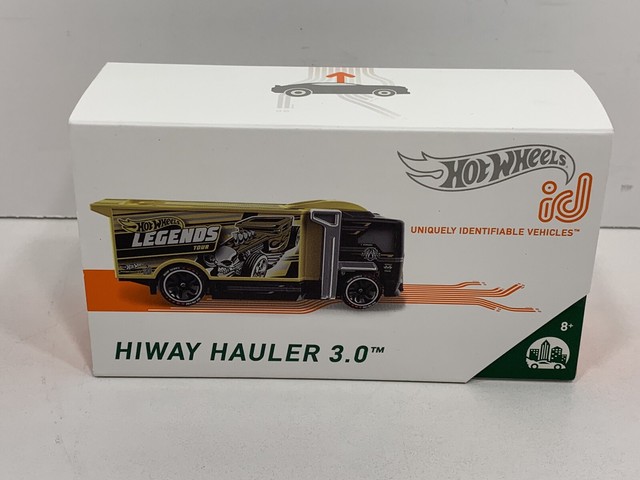 HOT WHEELS
id
UNIQUELY IDENTIFIABLE VEHICLES™
HOT WHEELS
LEGENDS
TOUR
HIWAY HAULER 3.0™
8+